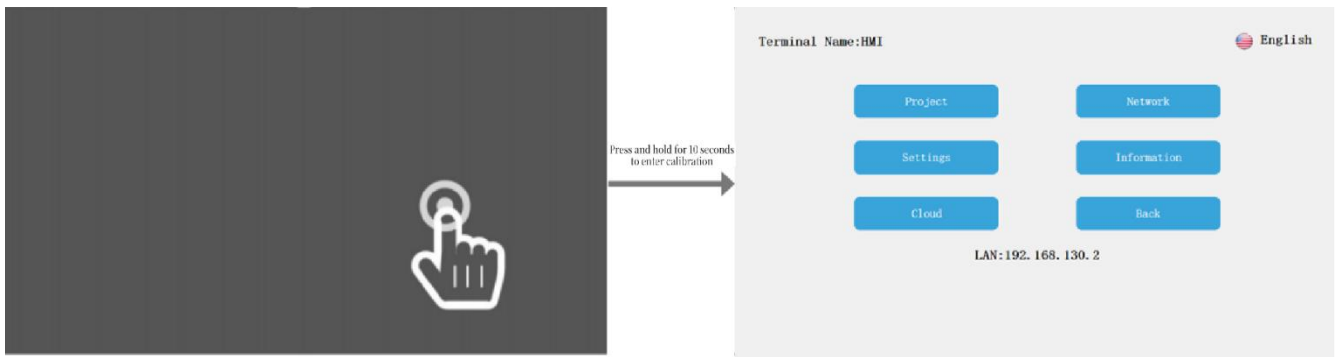 Press and hold for 10 seconds
to enter calibration
Terminal Name:HMI
English
Project
Network
Settings
Information
Cloud
Back
LAN:192.168.130.2